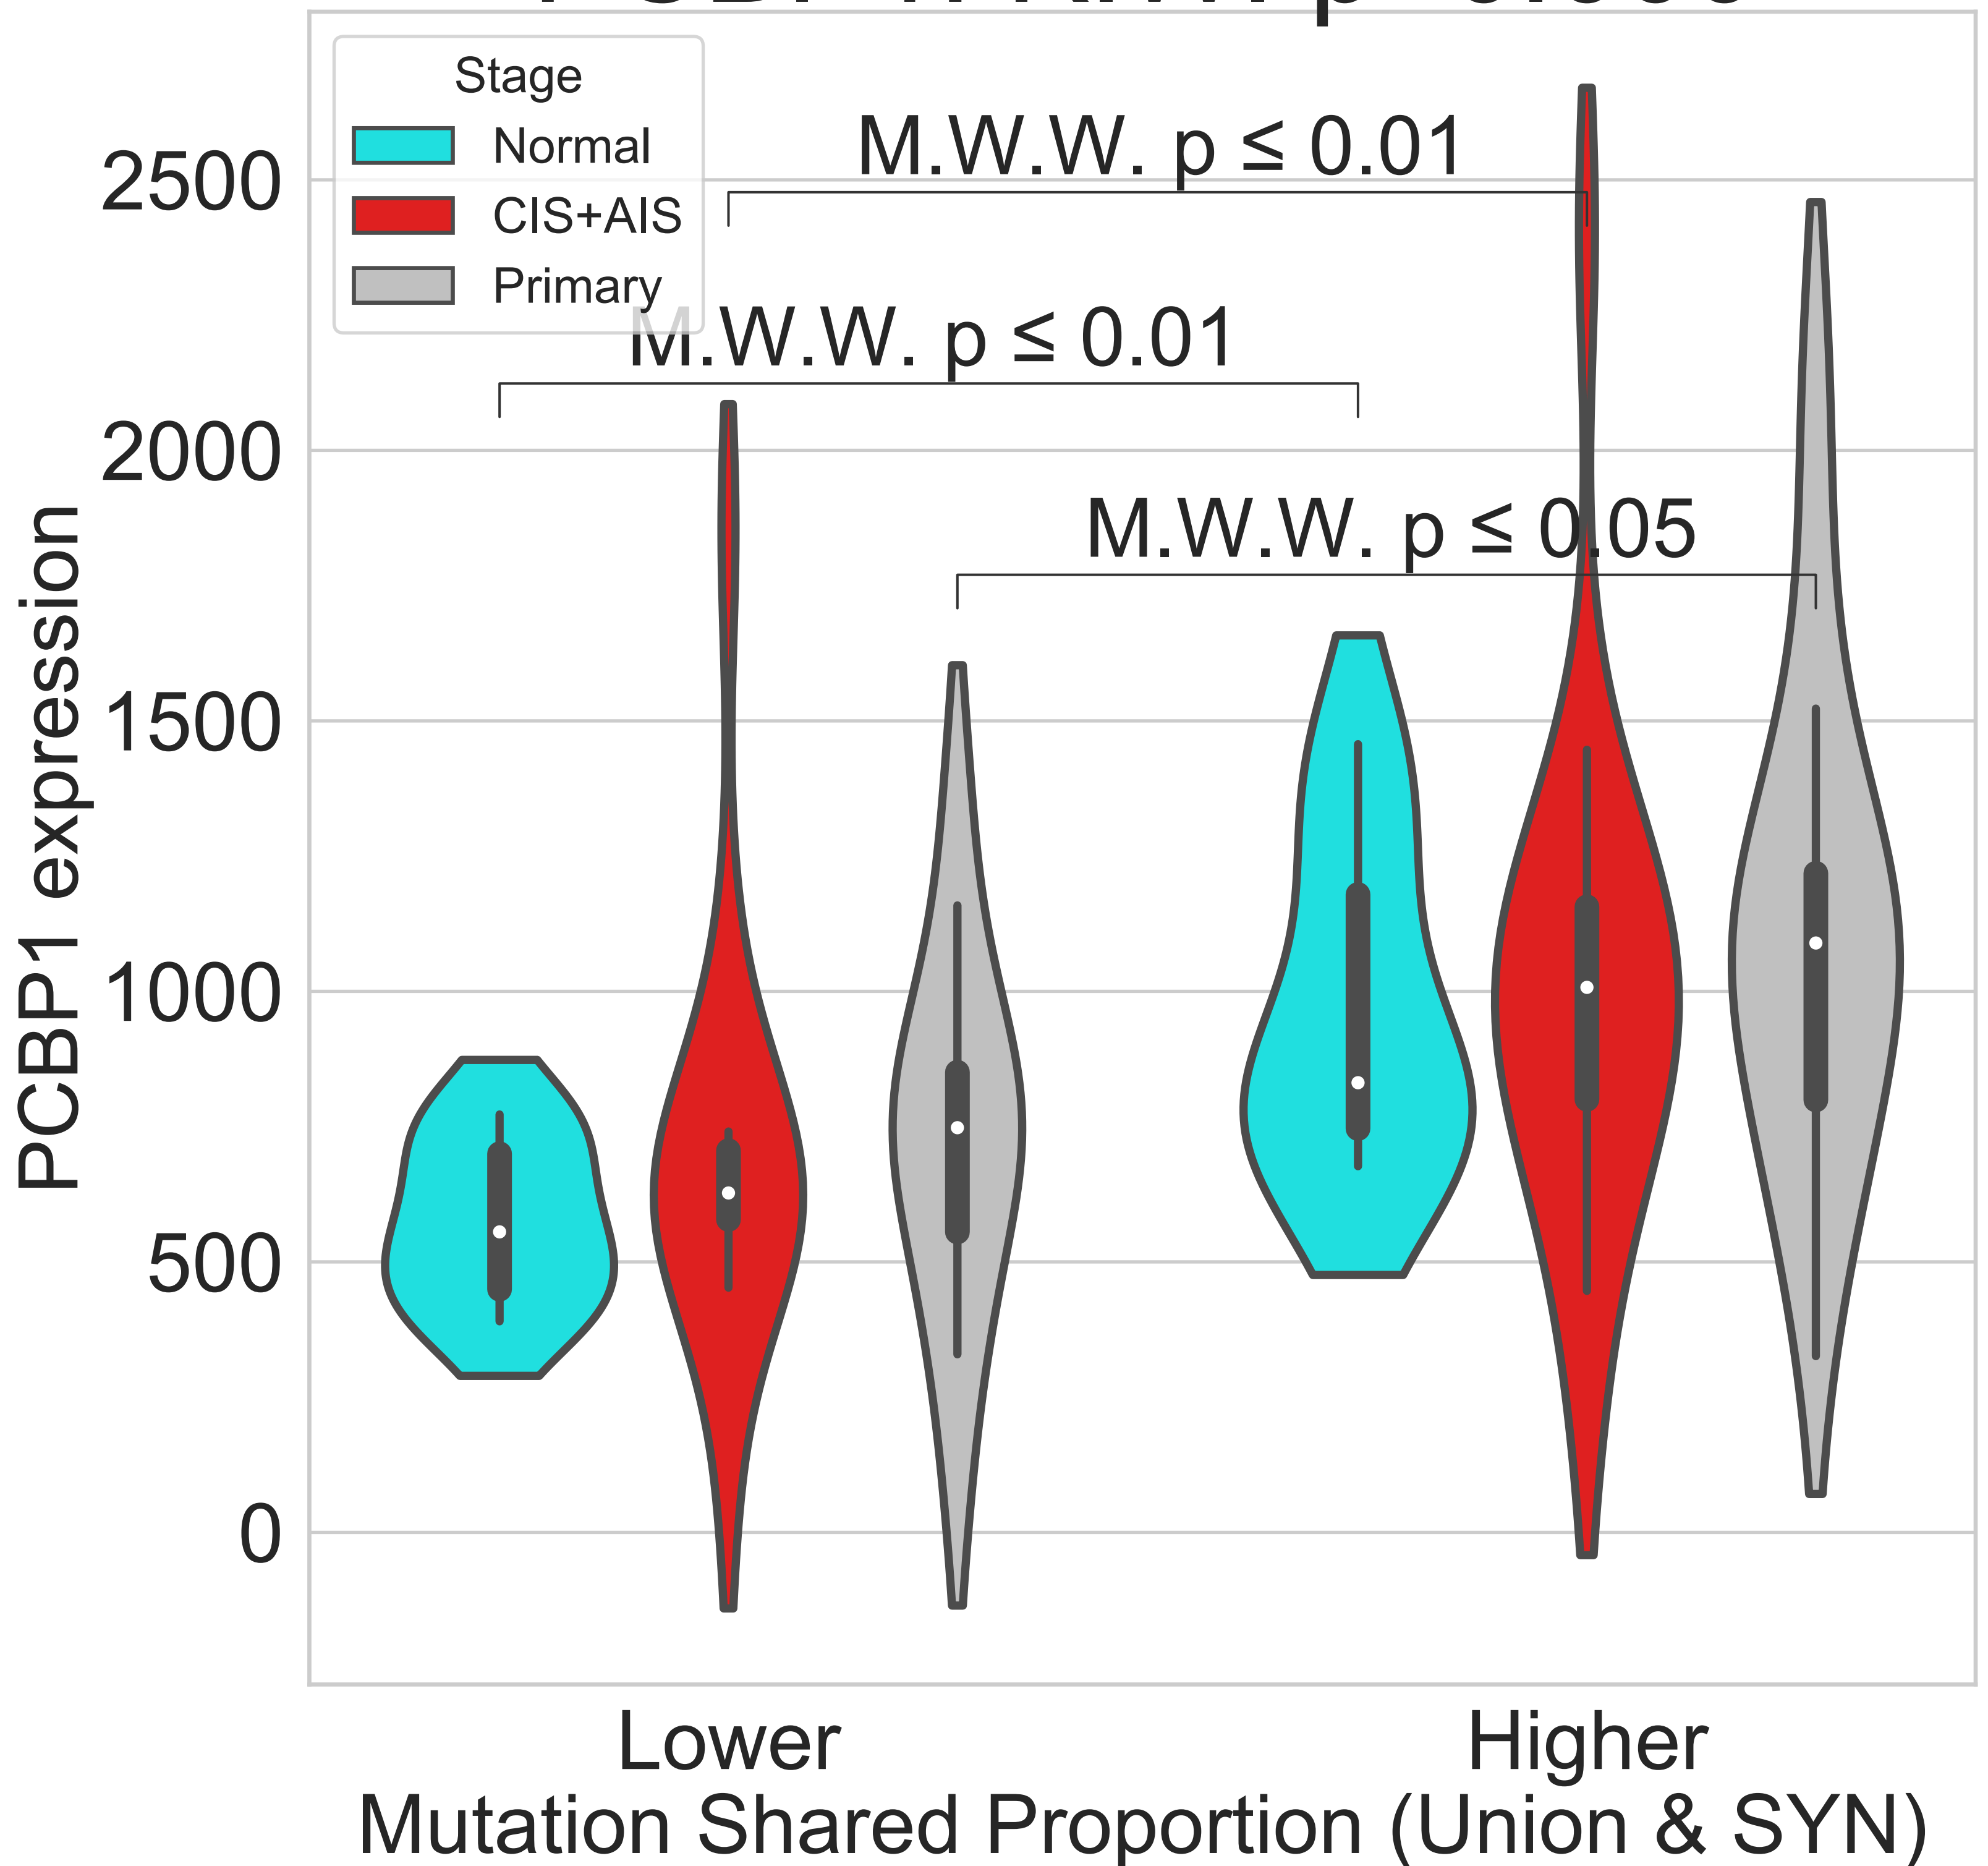 Stage
Normal
CIS+AIS
Primary
M.W.W. p ≤ 0.01
M.W.W. p ≤ 0.01
M.W.W. p ≤ 0.05
2500
2000
1500
1000
500
0
PCBP1 expression
Lower
Higher
Mutation Shared Proportion (Union & SYN)